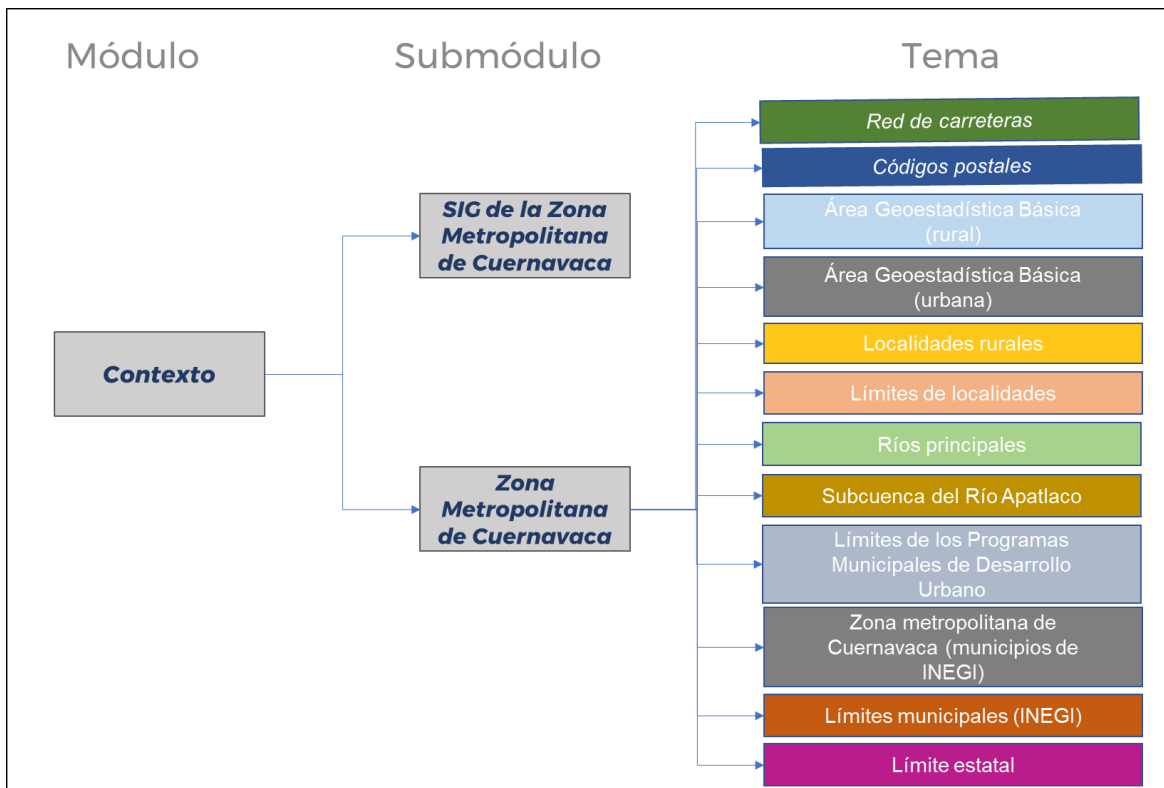 Módulo
Submódulo
Tema
Contexto
SIG de la Zona
Metropolitana
de Cuernavaca
Zona
Metropolitana
de Cuernavaca
Red de carreteras
Códigos postales
Área Geoestadística Básica
(rural)
Área Geoestadística Básica
(urbana)
Localidades rurales
Límites de localidades
Ríos principales
Subcuenca del Río Apatlaco
Límites de los Programas
Municipales de Desarrollo
Urbano
Zona metropolitana de
Cuernavaca (municipios de
INEGI)
Límites municipales (INEGI)
Límite estatal